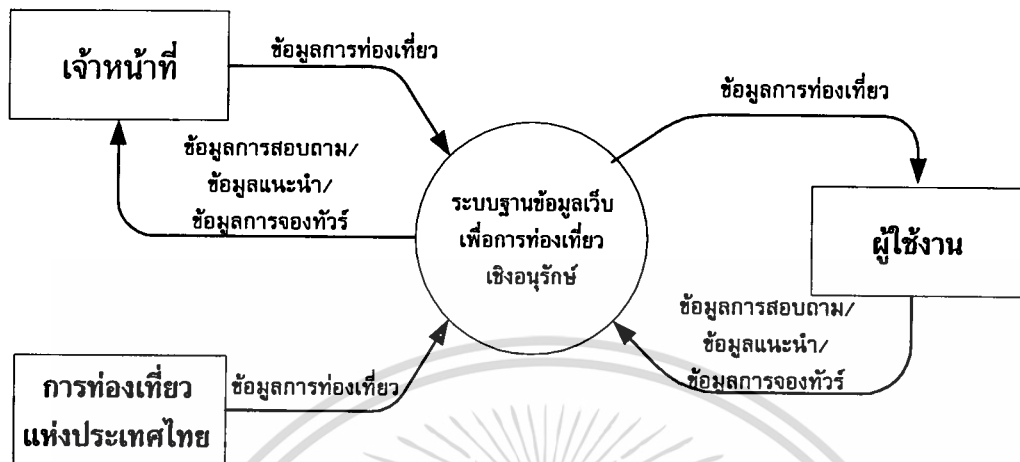 เจ้าหน้าที่
ข้อมูลการท่องเที่ยว
ข้อมูลการสอบถาม/
ข้อมูลแนะนำ/
ข้อมูลการจองทัวร์
ระบบฐานข้อมูลเว็บ
เพื่อการท่องเที่ยว
เชิงอนุรักษ์
ข้อมูลการท่องเที่ยว
ผู้ใช้งาน
ข้อมูลการสอบถาม/
ข้อมูลแนะนำ/
ข้อมูลการจองทัวร์
การท่องเที่ยว
แห่งประเทศไทย
ข้อมูลการท่องเที่ยว